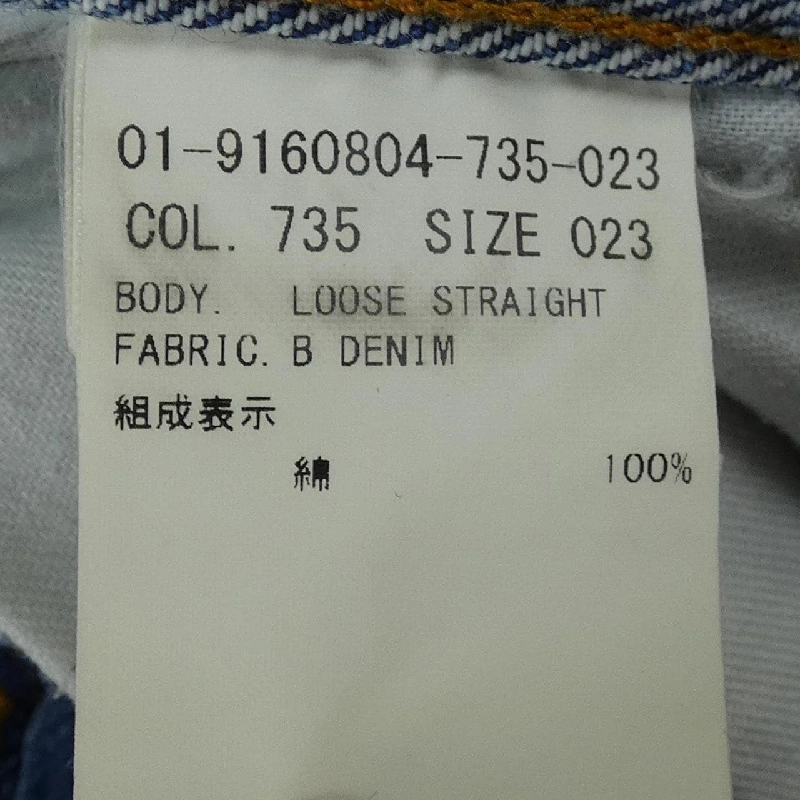 01-9160804-735-023
COL. 735 SIZE 023
BODY. LOOSE STRAIGHT
FABRIC. B DENIM
組成表示
綿 100%